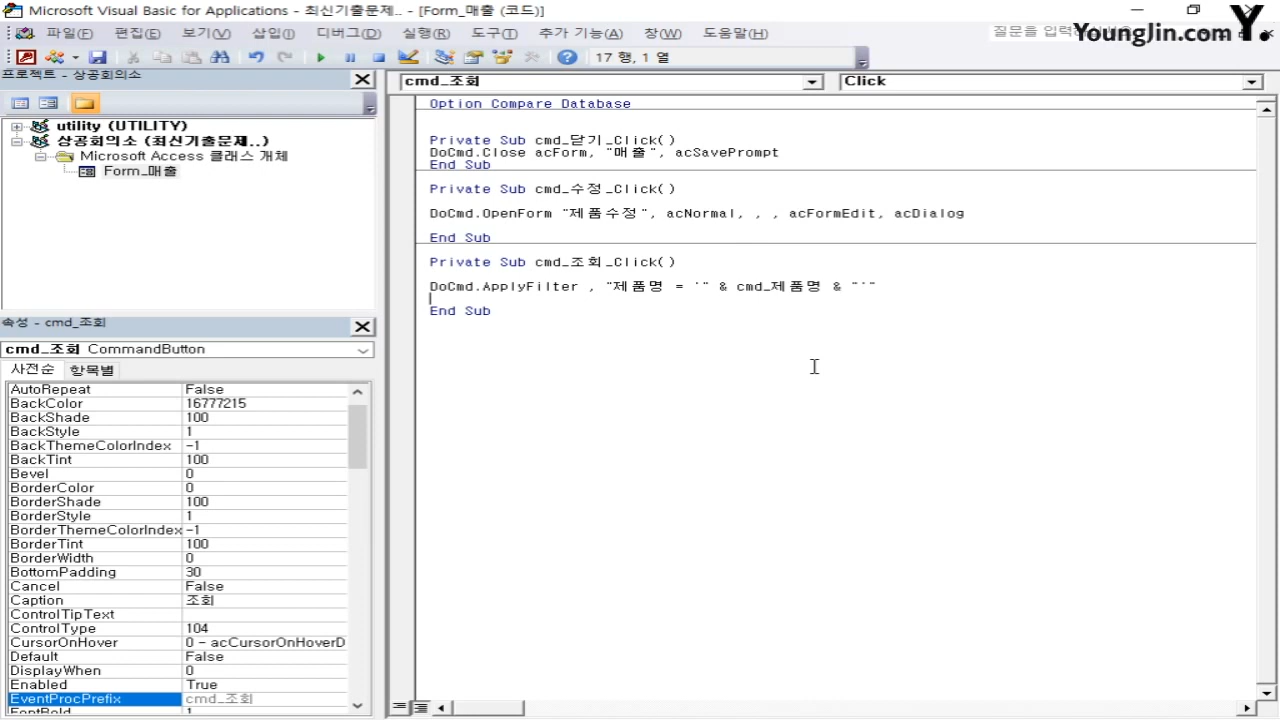 Microsoft Visual Basic for Applications - 최신기출문제.. - [Form_매출 (코드)]
파일(F) 편집(E) 보기(V) 삽입(I) 디버그(D) 실행(R) 도구(T) 추가 기능(A) 창(W) 도움말(H)
질문을 입력하
YoungJin.com Y.
17 행, 1 열
프로젝트 - 상공회의소
utility (UTILITY)
상공회의소 (최신기출문제..)
Microsoft Access 클래스 개체
Form_매출
속성 - cmd_조회
cmd_조회 CommandButton
사전순 항목별
AutoRepeat False
BackColor 16777215
BackShade 100
BackStyle 1
BackThemeColorIndex -1
BackTint 100
Bevel 0
BorderColor 0
BorderShade 100
BorderStyle 1
BorderThemeColorIndex -1
BorderTint 100
BorderWidth 0
BottomPadding 30
Cancel False
Caption 조회
ControlTipText
ControlType 104
CursorOnHover 0 - acCursorOnHoverD
Default False
DisplayWhen 0
Enabled True
EventProcPrefix cmd_조회
FontBold 1
cmd_조회 Click
Option Compare Database
Private Sub cmd_닫기_Click()
DoCmd.Close acForm, "매출", acSavePrompt
End Sub
Private Sub cmd_수정_Click()
DoCmd.OpenForm "제품수정", acNormal, , , acFormEdit, acDialog
End Sub
Private Sub cmd_조회_Click()
DoCmd.ApplyFilter , "제품명 = '" & cmd_제품명 & "'"
End Sub